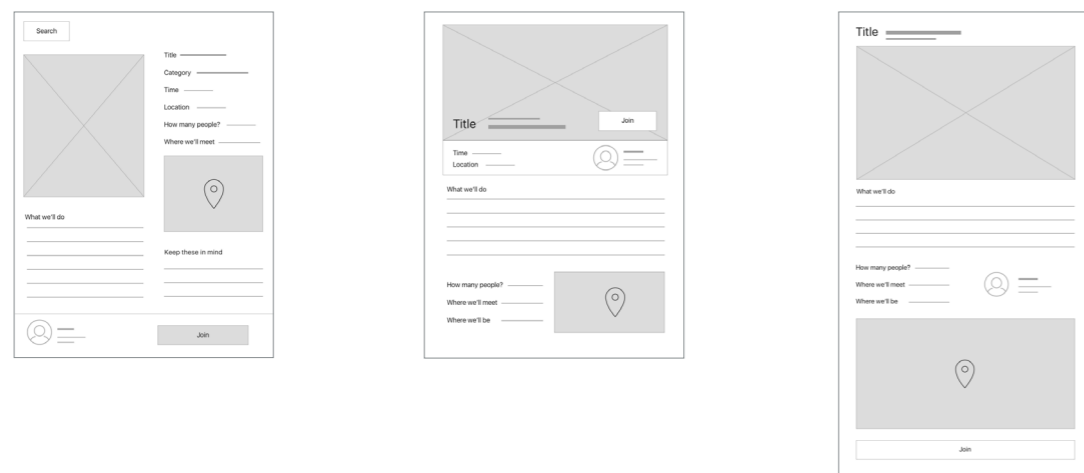 Search
Title
Category
Time
Location
How many people?
Where we'll meet
What we'll do
Keep these in mind
Join
Title
Join
Time
Location
What we'll do
How many people?
Where we'll meet
Where we'll be
Title
What we'll do
How many people?
Where we'll meet
Where we'll be
Join